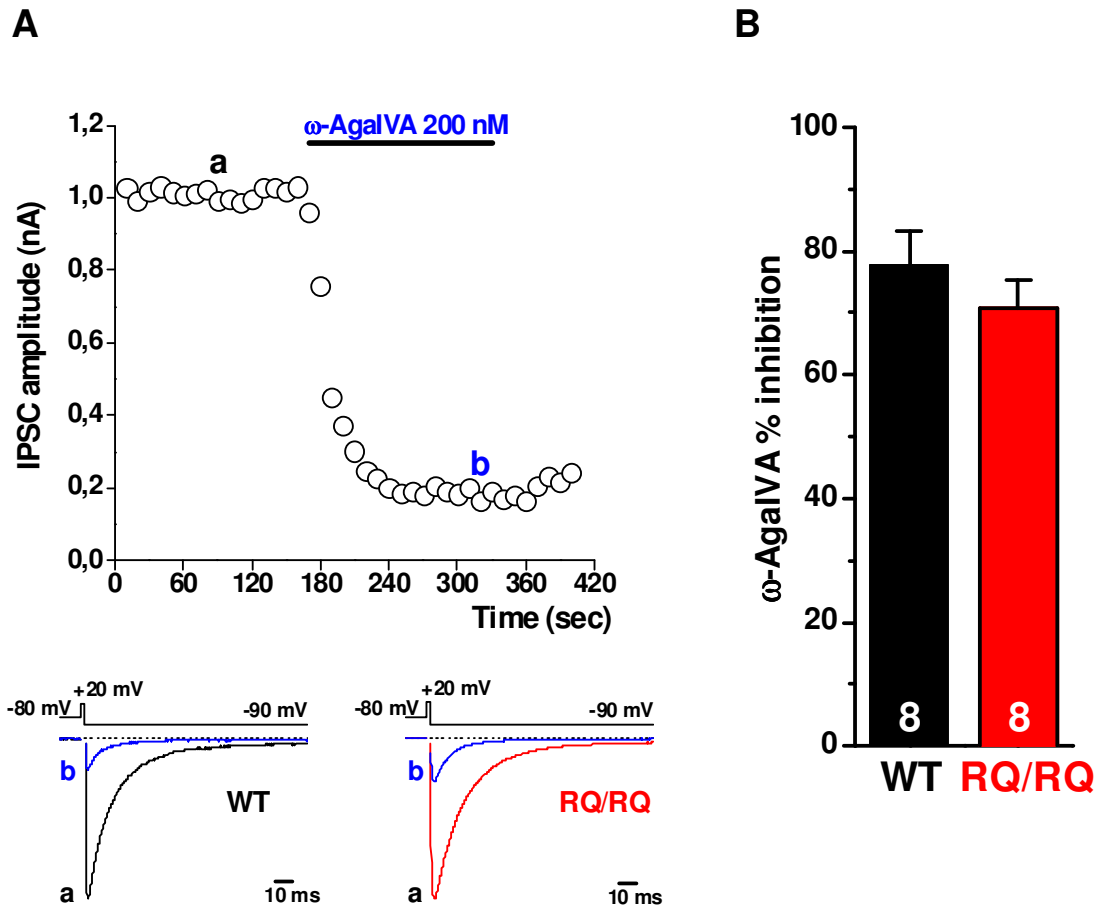 A
ω-AgaIVA 200 nM
a
b
IPSC amplitude (nA)
1,2
1,0
0,8
0,6
0,4
0,2
0,0
0 60 120 180 240 300 360 420
Time (sec)
+20 mV
-80 mV
-90 mV
b
WT
a
10 ms
+20 mV
-80 mV
-90 mV
b
RQ/RQ
a
10 ms
B
ω-AgaIVA % inhibition
100
80
60
40
20
0
8
8
WT
RQ/RQ